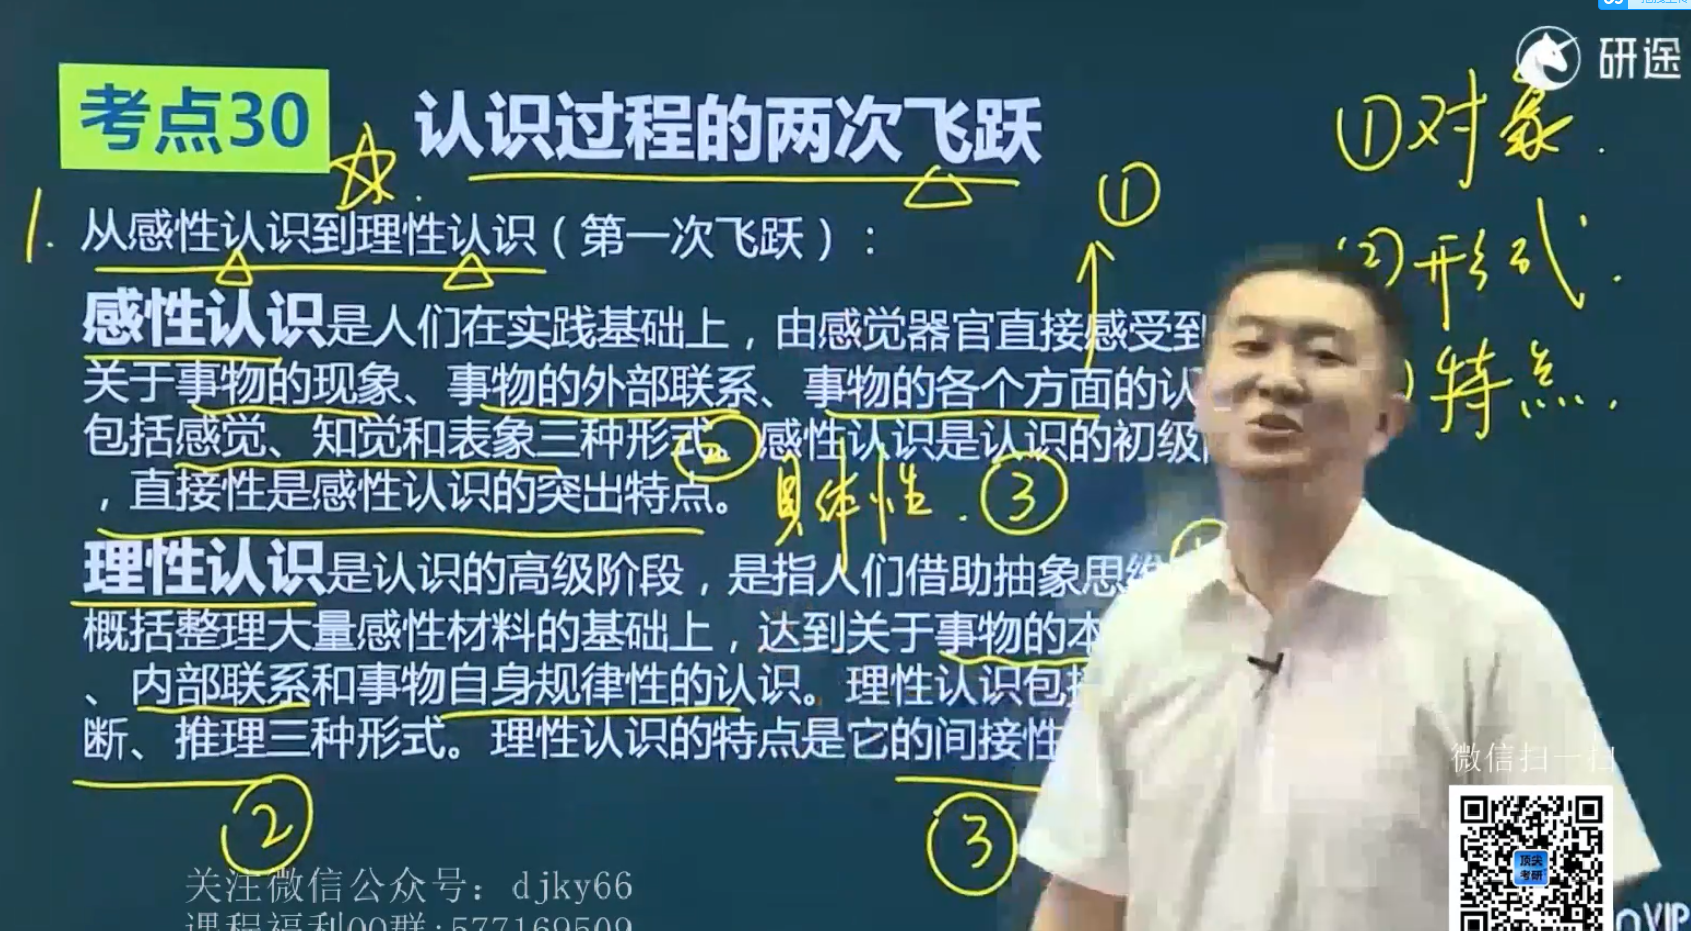 研途
考点30
认识过程的两次飞跃
①对象.
②形式.
特点.
①
1.
从感性认识到理性认识（第一次飞跃）：
感性认识是人们在实践基础上，由感觉器官直接感受到
关于事物的现象、事物的外部联系、事物的各个方面的认
包括感觉、知觉和表象三种形式。②感性认识是认识的初级
，直接性是感性认识的突出特点。具体性.③
理性认识是认识的高级阶段，是指人们借助抽象思维
概括整理大量感性材料的基础上，达到关于事物的本
、内部联系和事物自身规律性的认识。理性认识包括
断、推理三种形式。理性认识的特点是它的间接性
②
③
微信扫一扫
顶尖
考研
关注微信公众号：djky66
课程福利QQ群:577169509
VIP